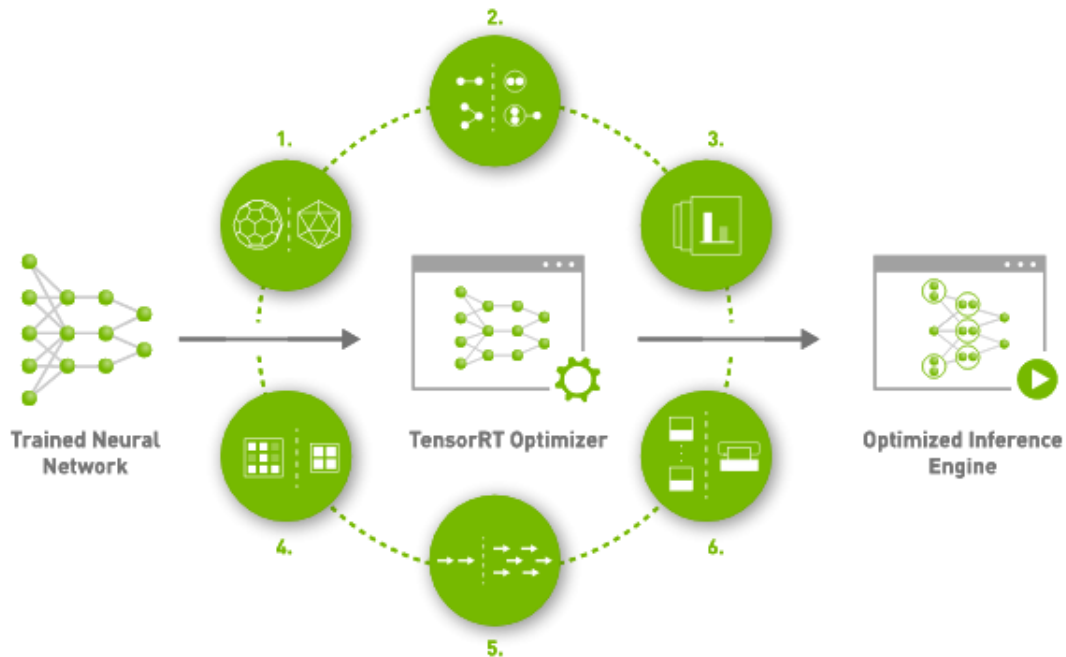 2.
1.
3.
Trained Neural
Network
TensorRT Optimizer
Optimized Inference
Engine
4.
6.
5.